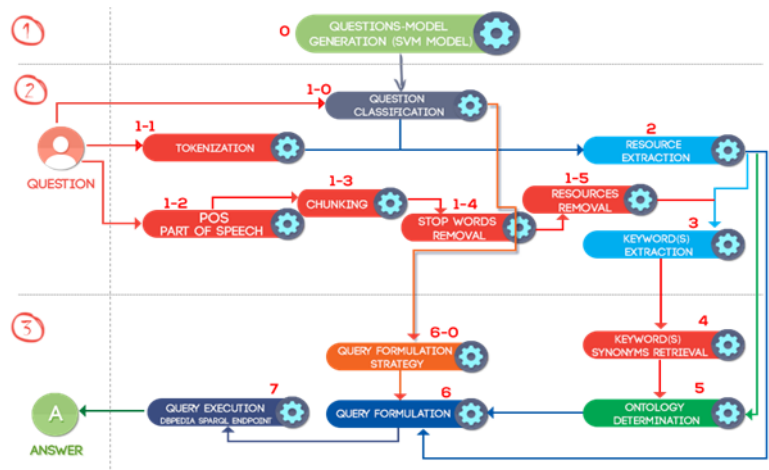 1
0
QUESTIONS-MODEL
GENERATION (SVM MODEL)
2
1-0
QUESTION
CLASSIFICATION
1-1
TOKENIZATION
2
RESOURCE
EXTRACTION
QUESTION
1-2
POS
PART OF SPEECH
1-3
CHUNKING
1-4
STOP WORDS
REMOVAL
1-5
RESOURCES
REMOVAL
3
KEYWORD(S)
EXTRACTION
3
6-0
QUERY FORMULATION
STRATEGY
4
KEYWORD(S)
SYNONYMS RETRIEVAL
A
ANSWER
7
QUERY EXECUTION
DBPEDIA SPARQL ENDPOINT
6
QUERY FORMULATION
5
ONTOLOGY
DETERMINATION